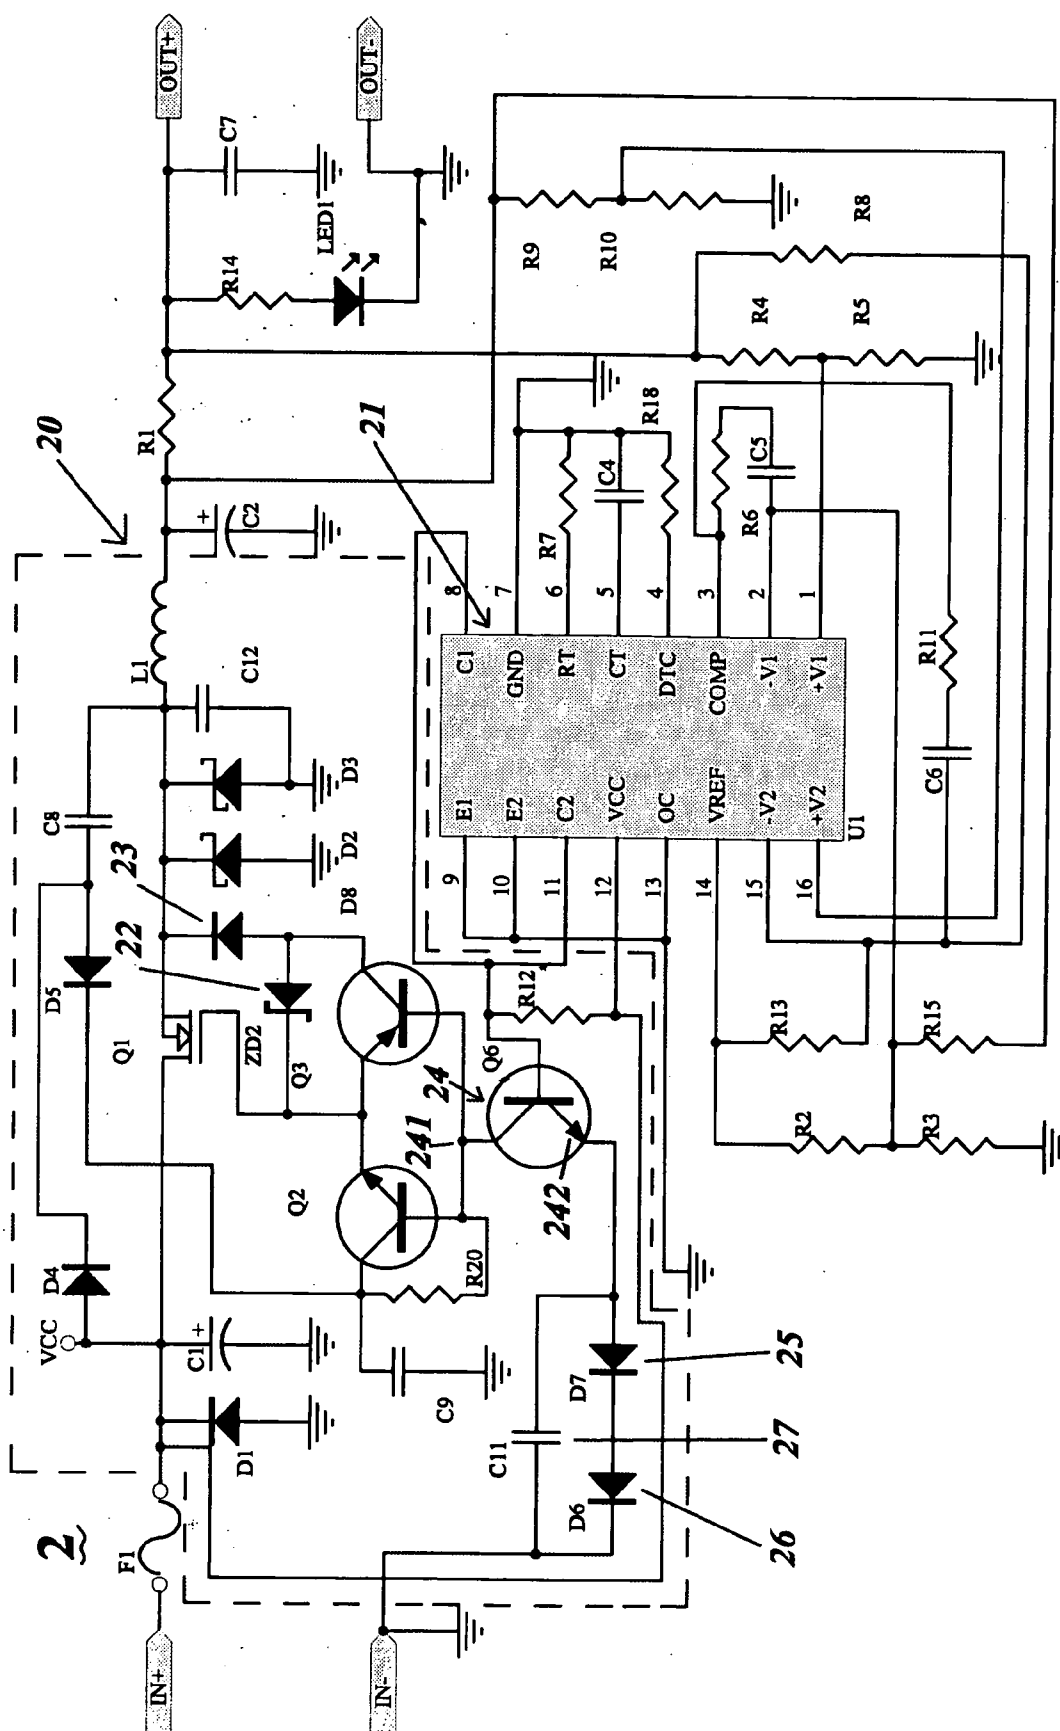 OUT+
OUT-
C7
LED1
R14
R9
R10
R8
R4
R5
20
R1
C2
21
R18
C4
R7
R6
C5
L1
C12
8
7
6
5
4
3
2
1
C1
GND
RT
CT
DTC
COMP
-V1
+V1
E1
E2
C2
VCC
OC
VREF
-V2
+V2
U1
R11
C6
9
10
11
12
13
14
15
16
C8
D3
D2
D8
23
22
D5
Q1
ZD2
Q3
R12
Q6
24
241
242
Q2
R20
R13
R15
R2
R3
D4
VCC
C1
+
+
D1
C9
C11
D7
D6
25
27
26
2
F1
IN+
IN-